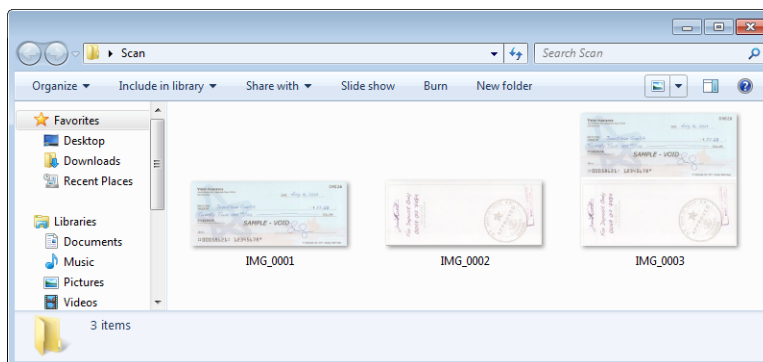 Scan
Search Scan
Organize
Include in library
Share with
Slide show
Burn
New folder
Favorites
Desktop
Downloads
Recent Places
Libraries
Documents
Music
Pictures
Videos
SAMPLE - VOID
SAMPLE - VOID
IMG_0001
IMG_0002
IMG_0003
3 items